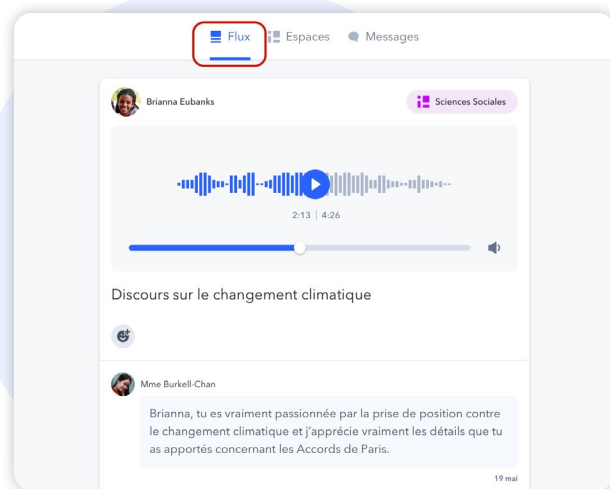 Flux
Espaces
Messages
Brianna Eubanks
Sciences Sociales
2:13 | 4:26
Discours sur le changement climatique
Mme Burkell-Chan
Brianna, tu es vraiment passionnée par la prise de position contre
le changement climatique et j’apprécie vraiment les détails que tu
as apportés concernant les Accords de Paris.
19 mai